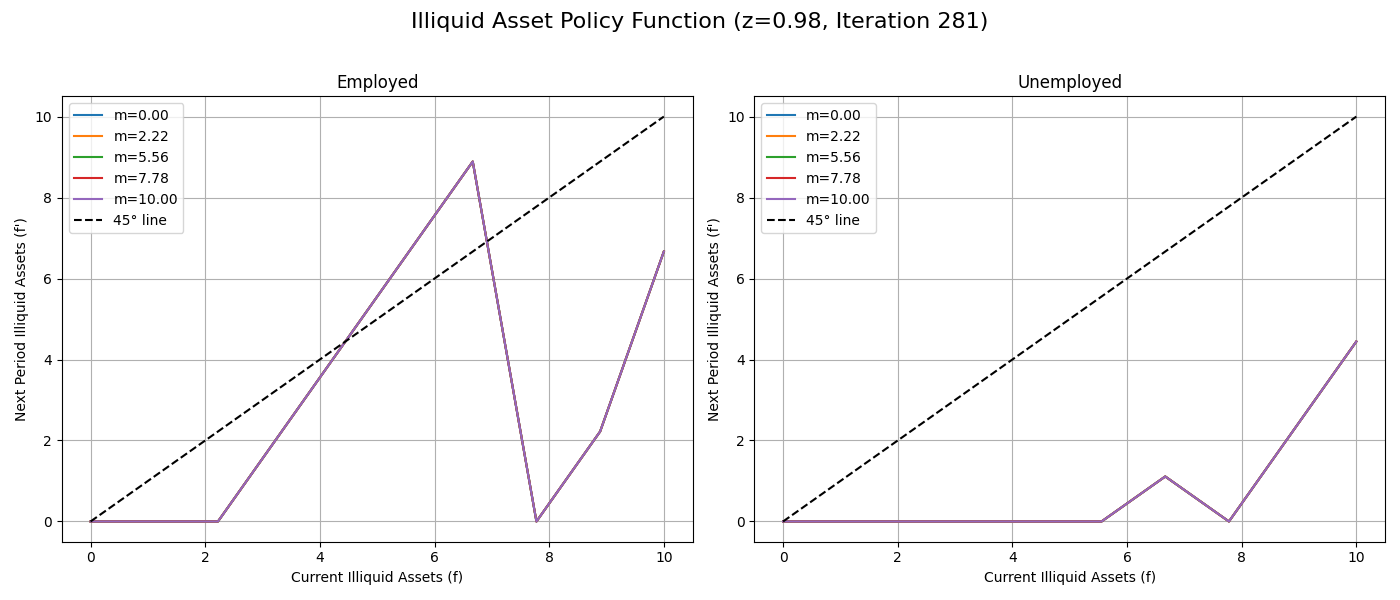 Illiquid Asset Policy Function (z=0.98, Iteration 281)
Employed
m=0.00
m=2.22
m=5.56
m=7.78
m=10.00
45° line
Next Period Illiquid Assets (f')
10
8
6
4
2
0
0 2 4 6 8 10
Current Illiquid Assets (f)
Unemployed
m=0.00
m=2.22
m=5.56
m=7.78
m=10.00
45° line
Next Period Illiquid Assets (f')
10
8
6
4
2
0
0 2 4 6 8 10
Current Illiquid Assets (f)